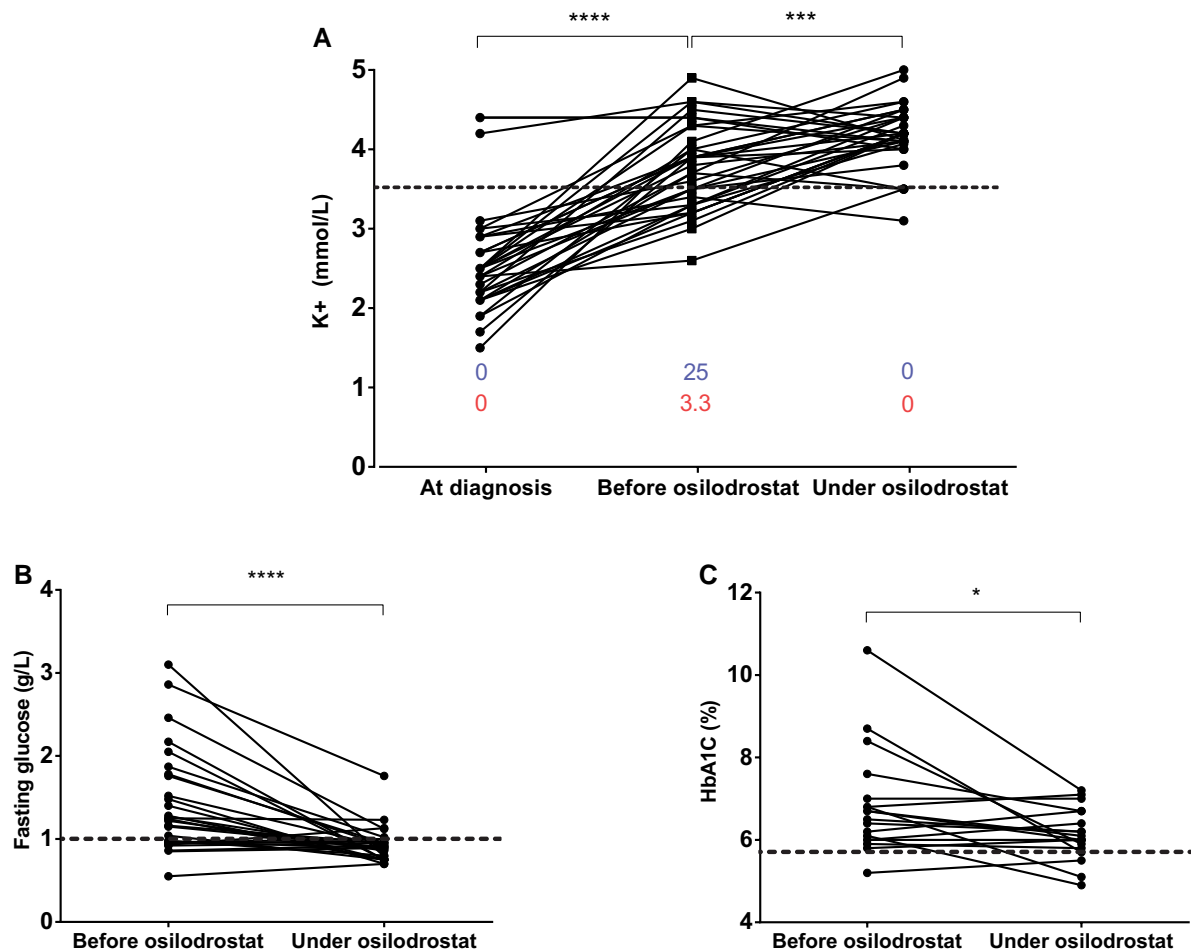 A
**** ***
K+ (mmol/L)
5
4
3
2
1
0
0 25 0
0 3.3 0
At diagnosis Before osilodrostat Under osilodrostat
B
****
Fasting glucose (g/L)
4
3
2
1
0
Before osilodrostat Under osilodrostat
C
*
HbA1C (%)
12
10
8
6
4
Before osilodrostat Under osilodrostat